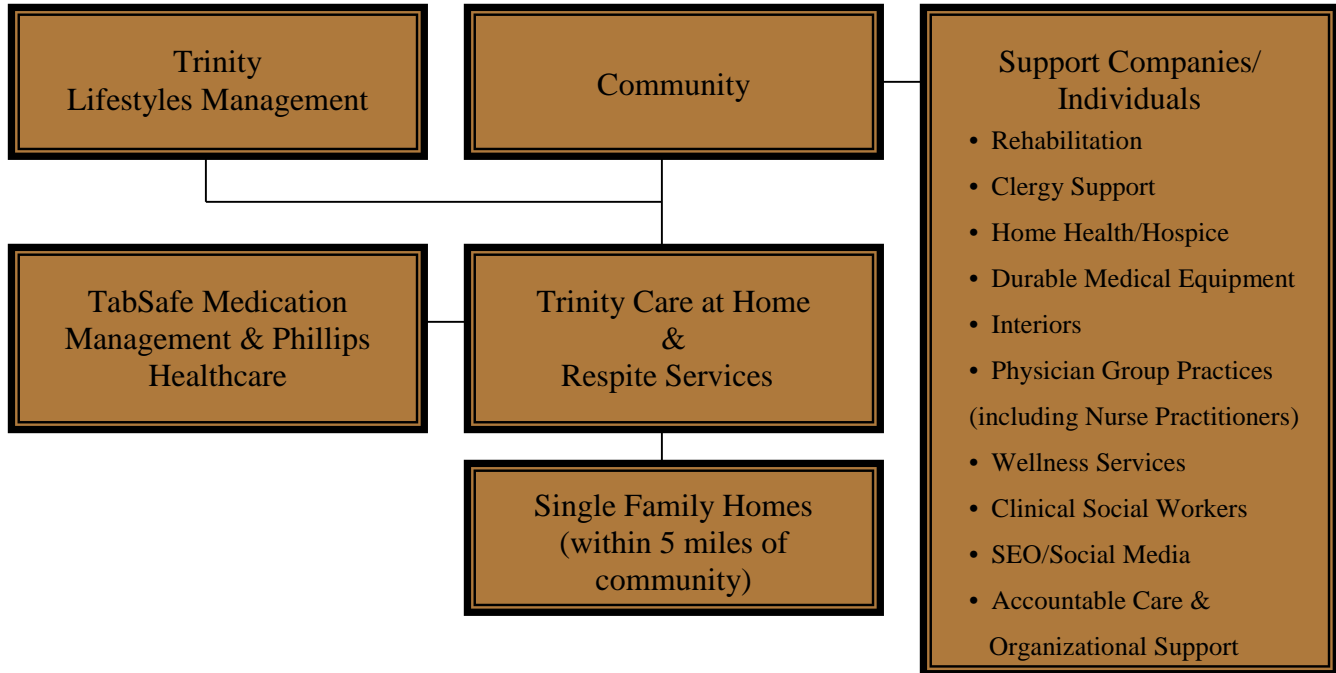 Trinity
Lifestyles Management
Community
Support Companies/
Individuals
• Rehabilitation
• Clergy Support
• Home Health/Hospice
• Durable Medical Equipment
• Interiors
• Physician Group Practices
(including Nurse Practitioners)
• Wellness Services
• Clinical Social Workers
• SEO/Social Media
• Accountable Care &
Organizational Support
TabSafe Medication
Management & Phillips
Healthcare
Trinity Care at Home
&
Respite Services
Single Family Homes
(within 5 miles of
community)